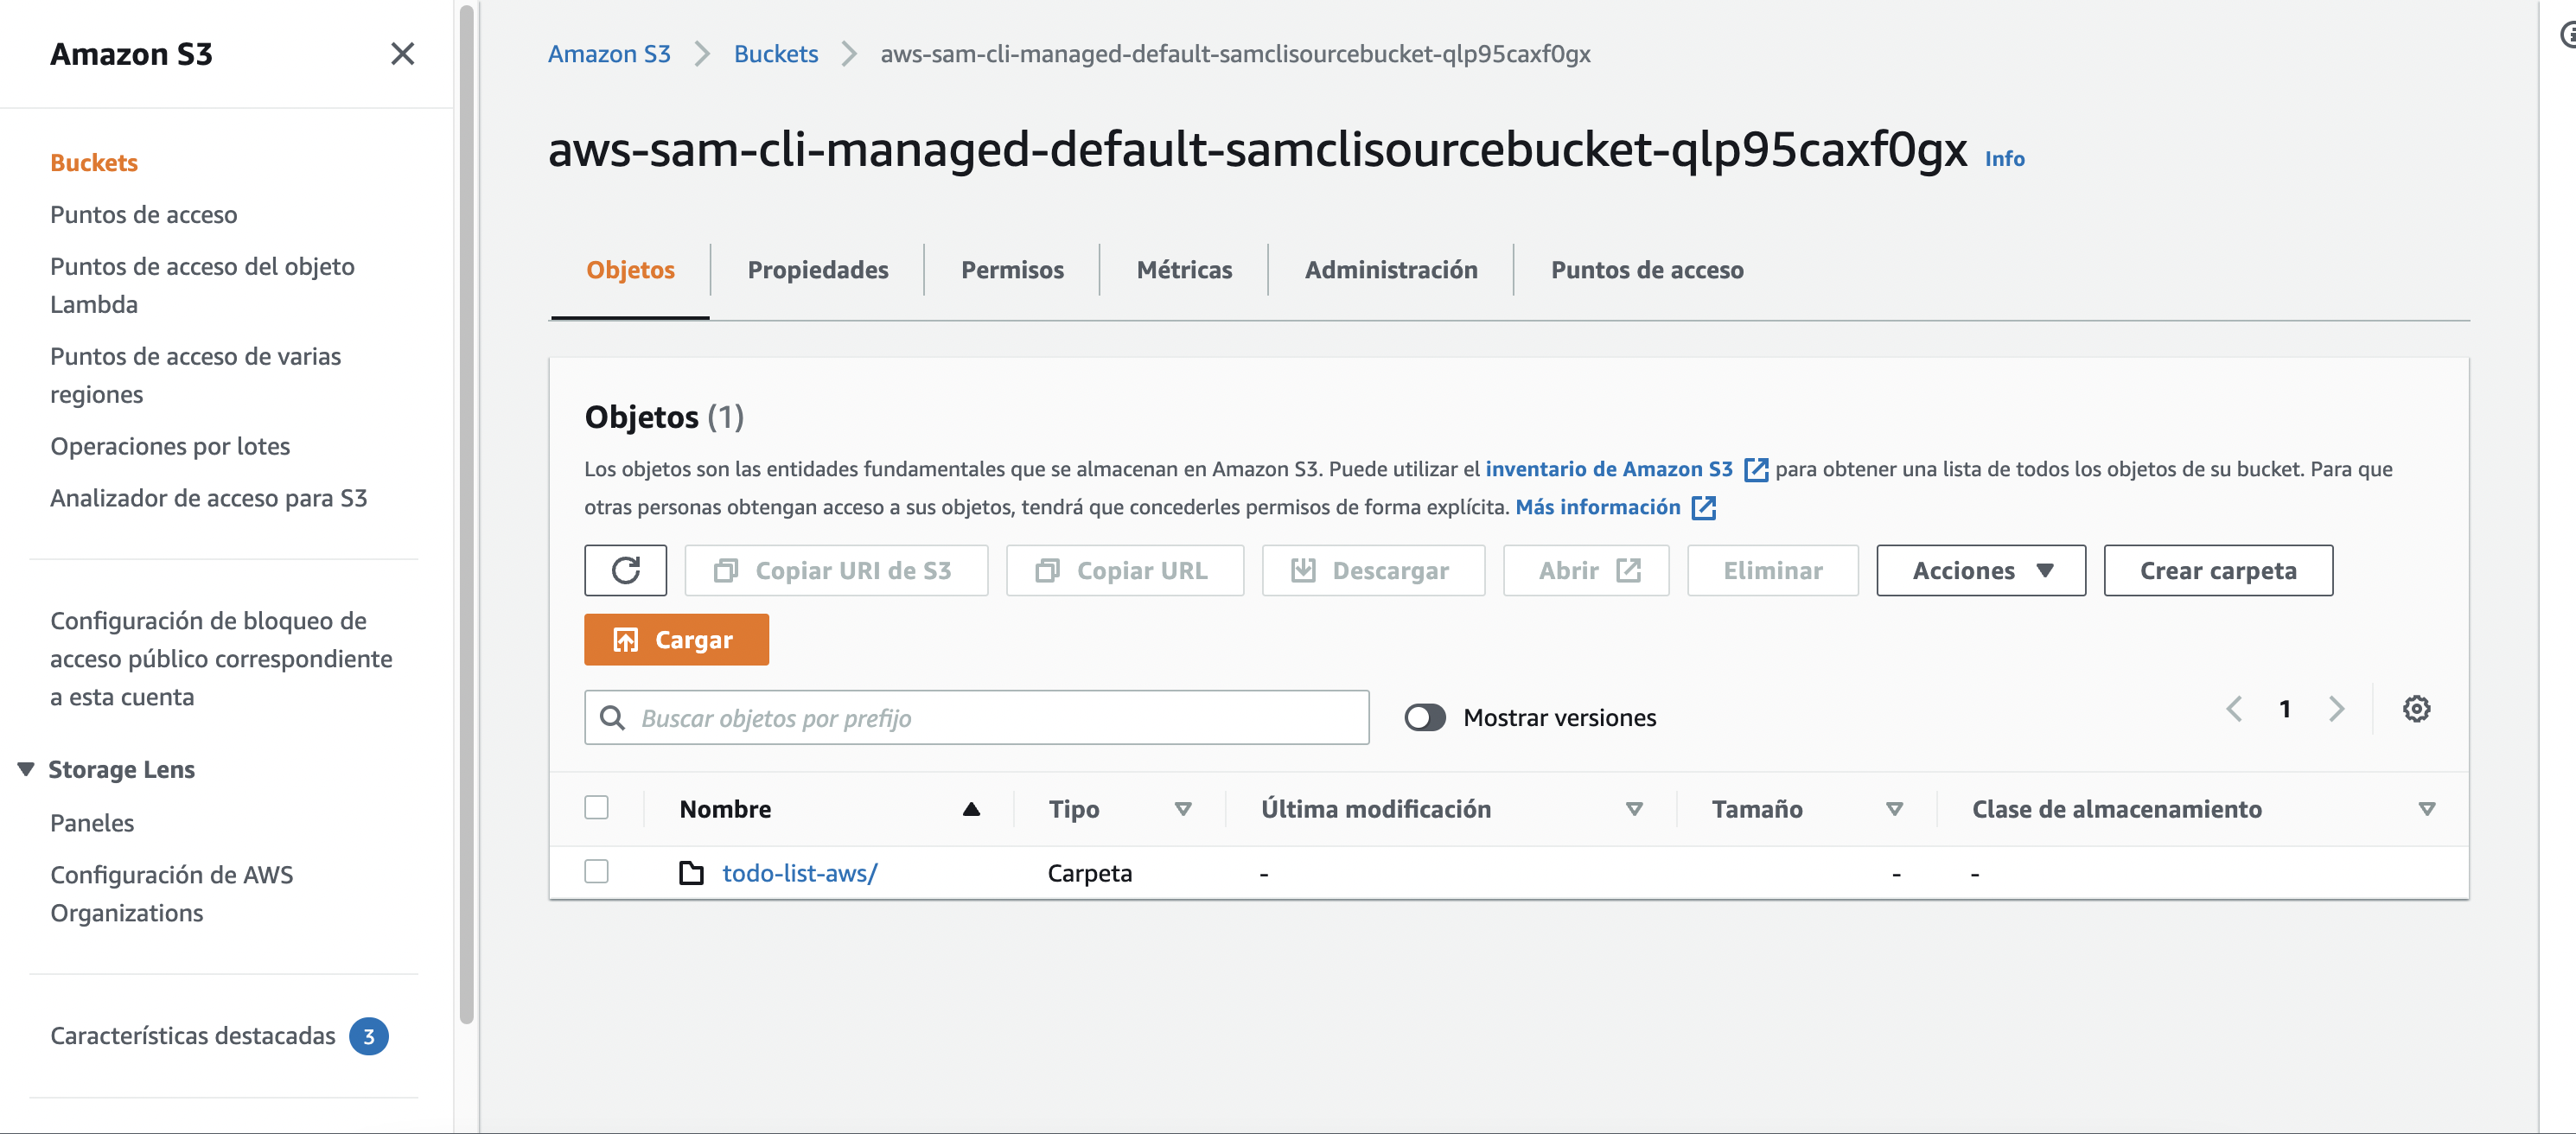 Amazon S3
Buckets
Puntos de acceso
Puntos de acceso del objeto
Lambda
Puntos de acceso de varias
regiones
Operaciones por lotes
Analizador de acceso para S3
Configuración de bloqueo de
acceso público correspondiente
a esta cuenta
Storage Lens
Paneles
Configuración de AWS
Organizations
Características destacadas 3
Amazon S3 Buckets aws-sam-cli-managed-default-samclisourcebucket-qlp95caxf0gx
aws-sam-cli-managed-default-samclisourcebucket-qlp95caxf0gx Info
Objetos Propiedades Permisos Métricas Administración Puntos de acceso
Objetos (1)
Los objetos son las entidades fundamentales que se almacenan en Amazon S3. Puede utilizar el inventario de Amazon S3 para obtener una lista de todos los objetos de su bucket. Para que
otras personas obtengan acceso a sus objetos, tendrá que concederles permisos de forma explícita. Más información
Copiar URI de S3 Copiar URL Descargar Abrir Eliminar Acciones Crear carpeta
Cargar
Buscar objetos por prefijo Mostrar versiones 1
Nombre Tipo Última modificación Tamaño Clase de almacenamiento
todo-list-aws/ Carpeta - - -